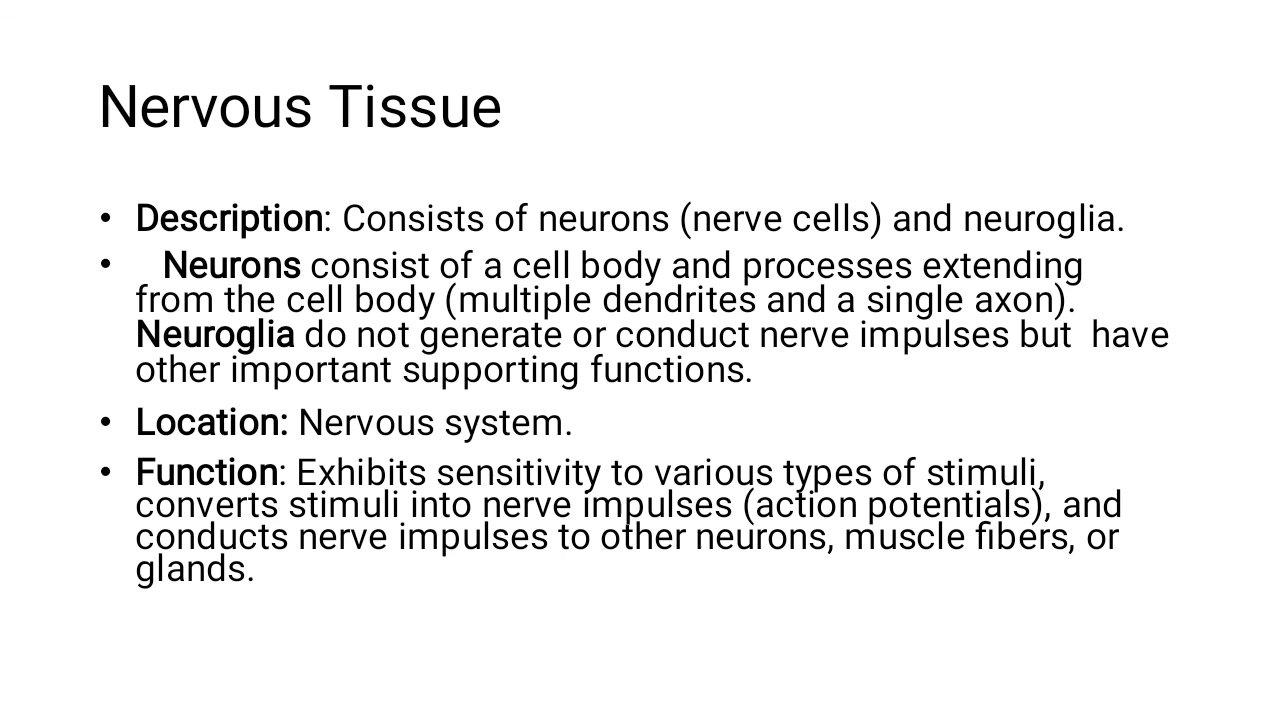 Nervous Tissue
• Description: Consists of neurons (nerve cells) and neuroglia.
• Neurons consist of a cell body and processes extending
from the cell body (multiple dendrites and a single axon).
Neuroglia do not generate or conduct nerve impulses but  have
other important supporting functions.
• Location: Nervous system.
• Function: Exhibits sensitivity to various types of stimuli,
converts stimuli into nerve impulses (action potentials), and
conducts nerve impulses to other neurons, muscle fibers, or
glands.